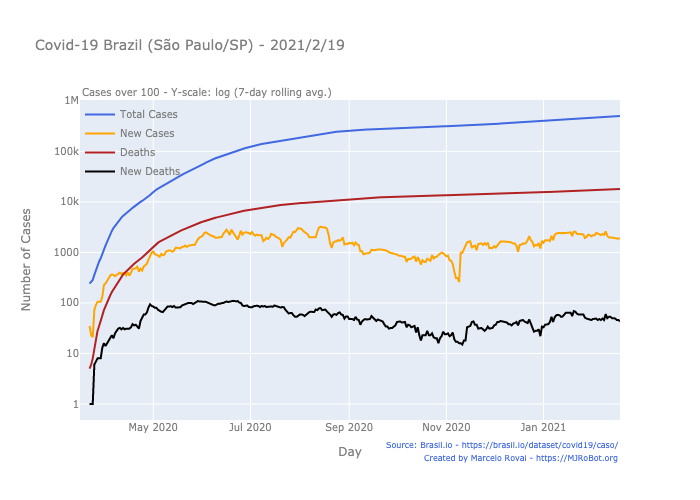 Covid-19 Brazil (São Paulo/SP) - 2021/2/19
Cases over 100 - Y-scale: log (7-day rolling avg.)
1M
100k
10k
1000
100
10
1
Number of Cases
Total Cases
New Cases
Deaths
New Deaths
May 2020
Jul 2020
Sep 2020
Nov 2020
Jan 2021
Day
Source: Brasil.io - https://brasil.io/dataset/covid19/caso/
Created by Marcelo Rovai - https://MJRoBot.org